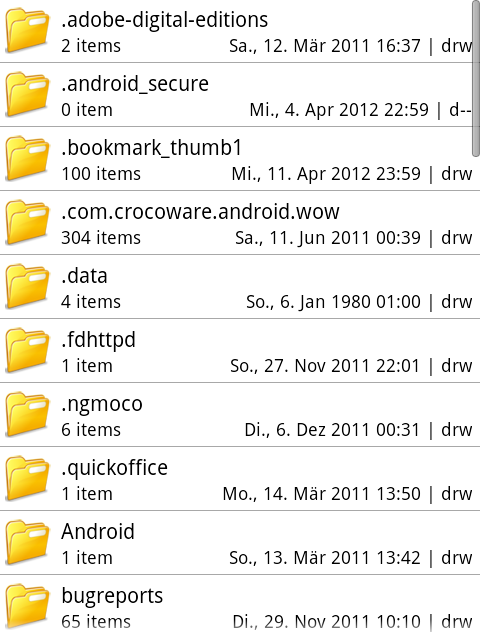 .adobe-digital-editions
2 items Sa., 12. Mär 2011 16:37 | drw
.android_secure
0 item Mi., 4. Apr 2012 22:59 | d--
.bookmark_thumb1
100 items Mi., 11. Apr 2012 23:59 | drw
.com.crocoware.android.wow
304 items Sa., 11. Jun 2011 00:39 | drw
.data
4 items So., 6. Jan 1980 01:00 | drw
.fdhttpd
1 item So., 27. Nov 2011 22:01 | drw
.ngmoco
6 items Di., 6. Dez 2011 00:31 | drw
.quickoffice
1 item Mo., 14. Mär 2011 13:50 | drw
Android
1 item So., 13. Mär 2011 13:42 | drw
bugreports
65 items Di., 29. Nov 2011 10:10 | drw